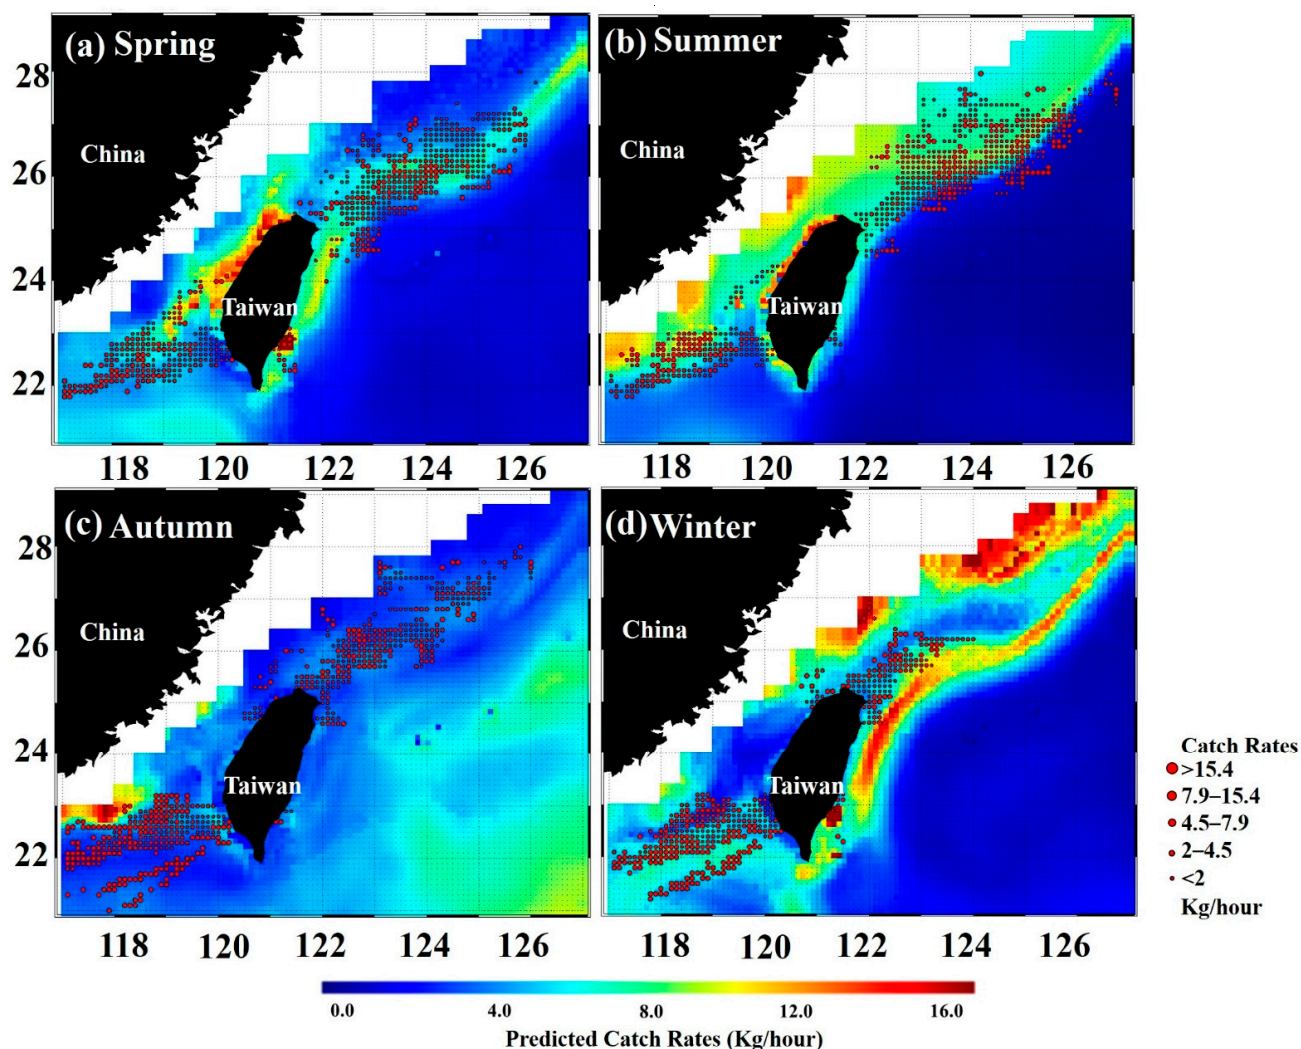 (a) Spring
(b) Summer
China
China
Taiwan
Taiwan
28
26
24
22
118 120 122 124 126
118 120 122 124 126
(c) Autumn
(d) Winter
China
China
Taiwan
Taiwan
28
26
24
22
118 120 122 124 126
118 120 122 124 126
Catch Rates
>15.4
7.9–15.4
4.5–7.9
2–4.5
<2
Kg/hour
0.0 4.0 8.0 12.0 16.0
Predicted Catch Rates (Kg/hour)